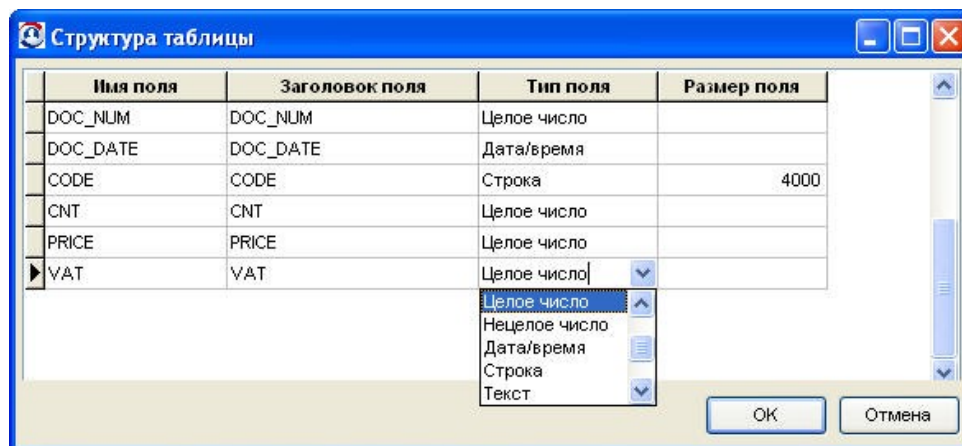 Структура таблицы
Имя поля Заголовок поля Тип поля Размер поля
DOC_NUM DOC_NUM Целое число
DOC_DATE DOC_DATE Дата/время
CODE CODE Строка 4000
CNT CNT Целое число
PRICE PRICE Целое число
VAT VAT Целое число
Целое число
Нецелое число
Дата/время
Строка
Текст
OK Отмена